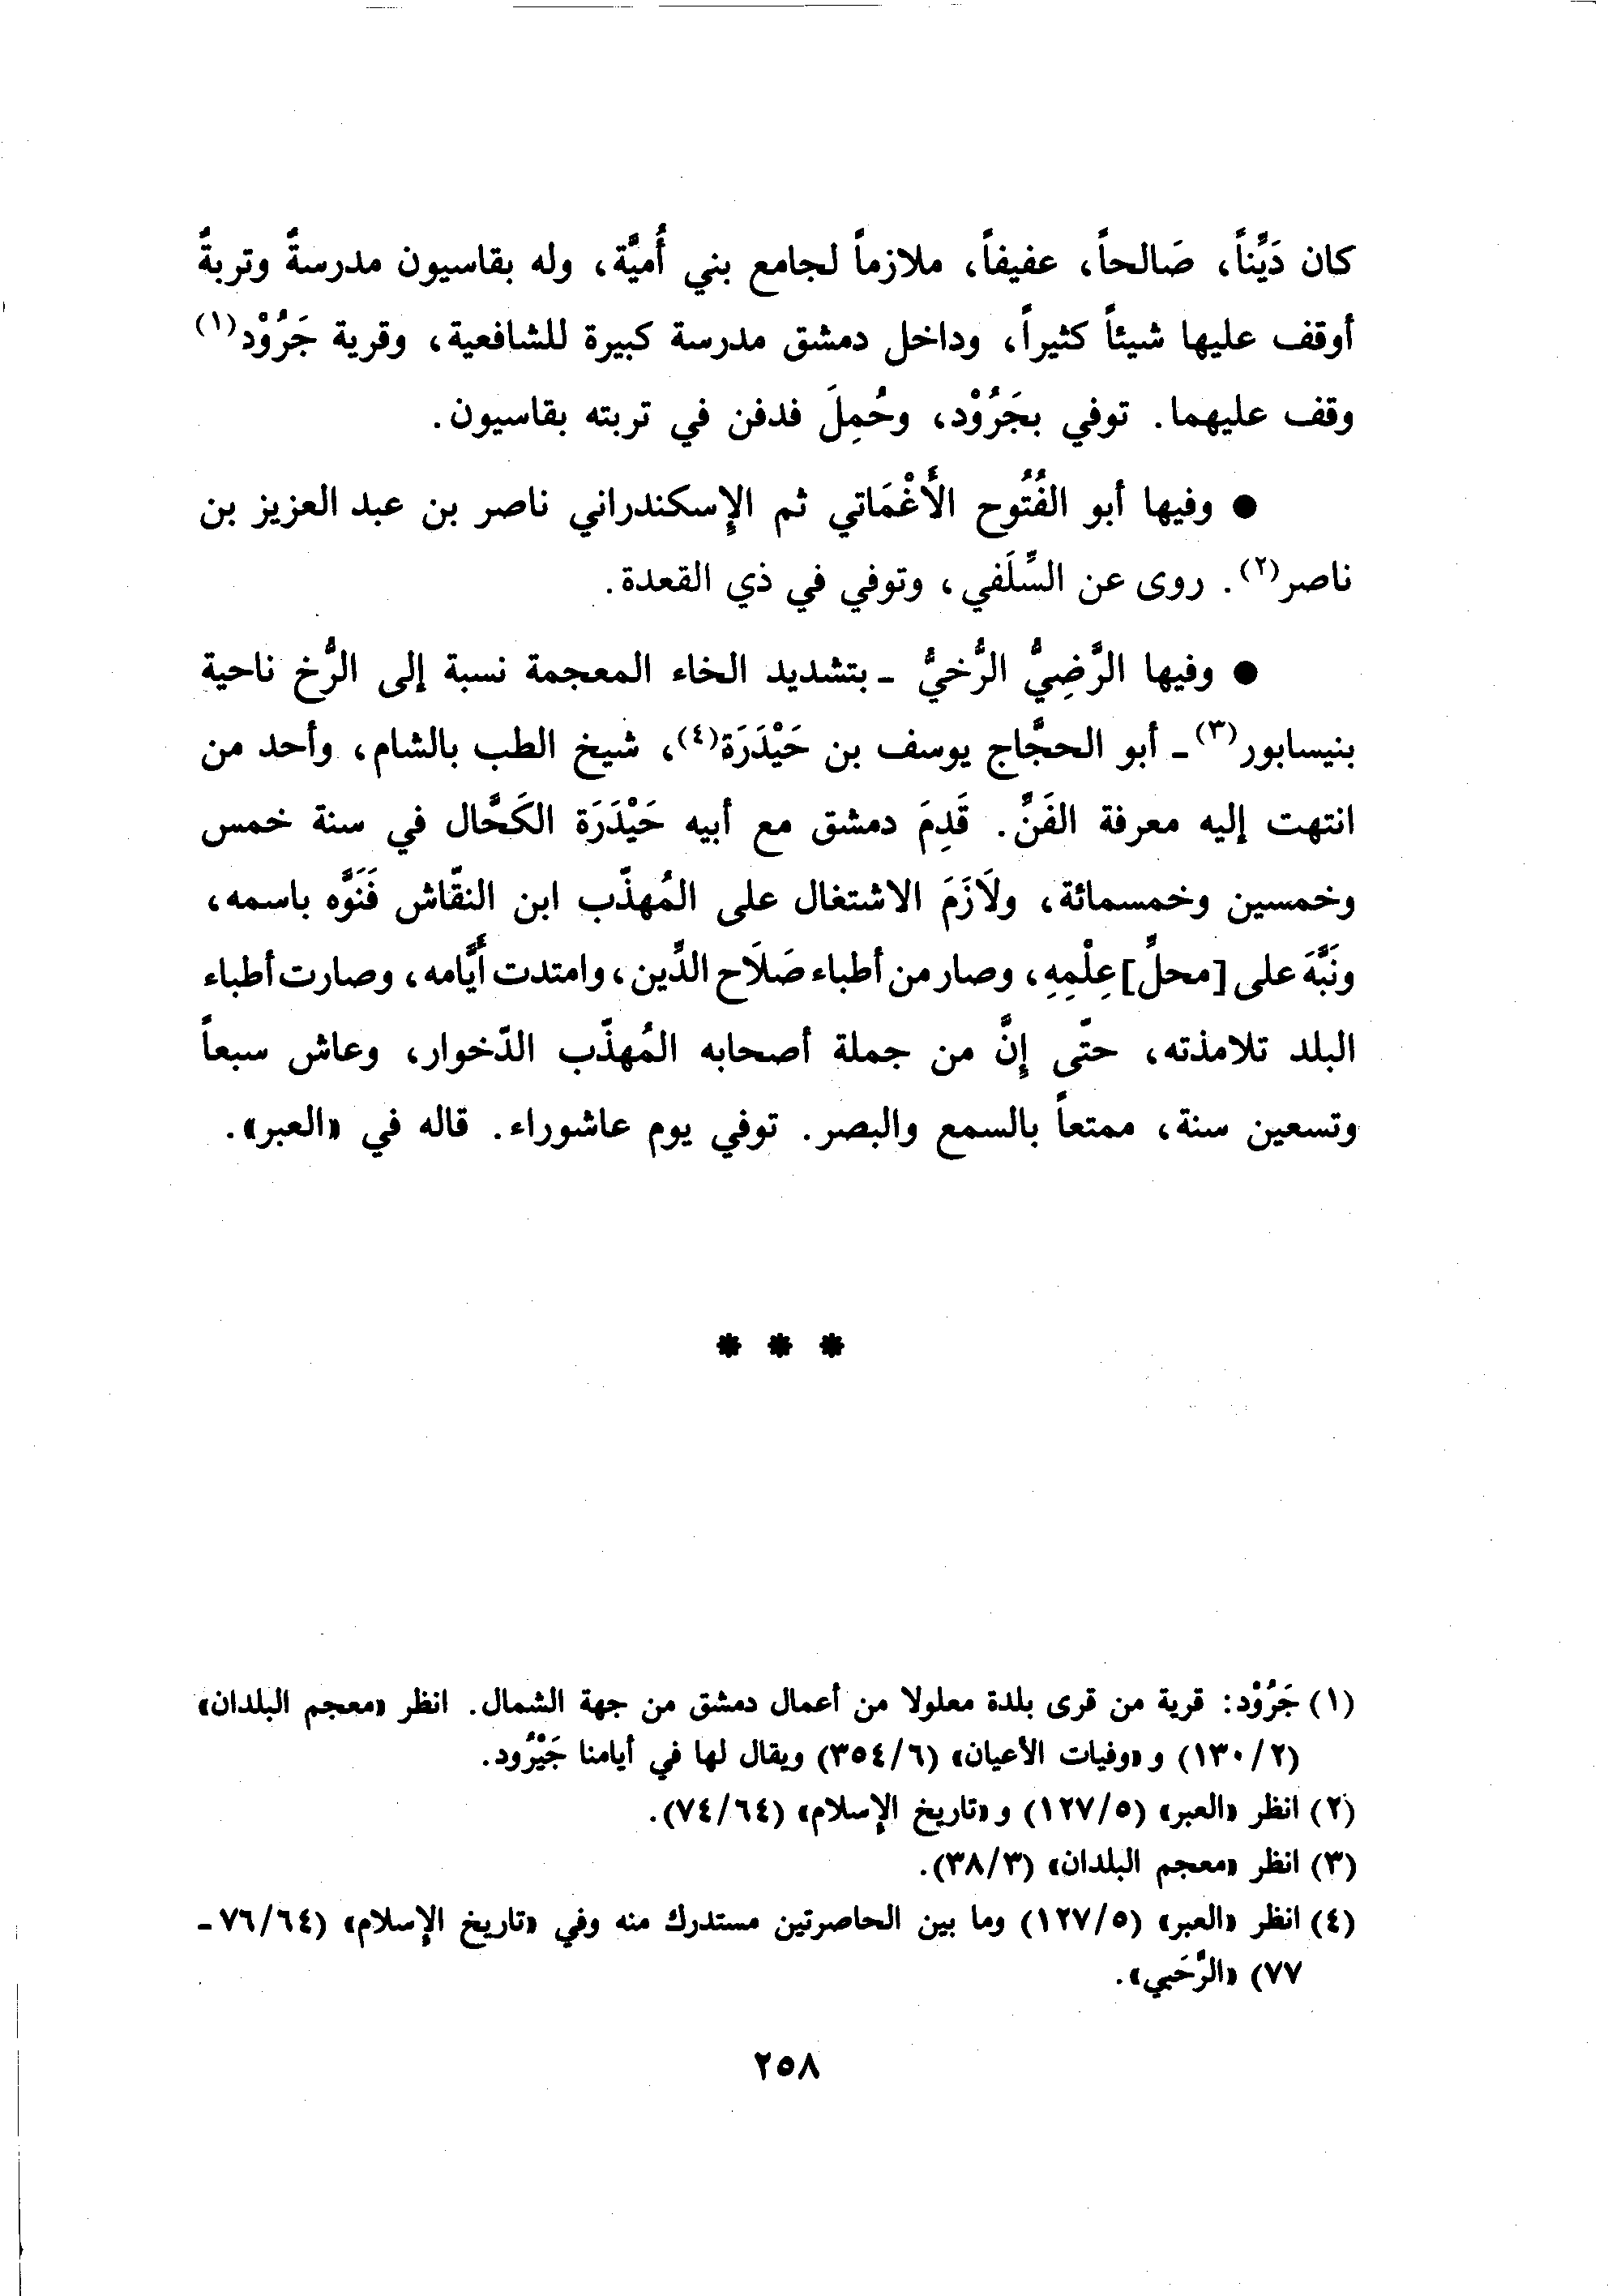 كان دَيِّناً، صَالحاً، عفيفاً، ملازماً لجامع بني أُميَّة، وله بقاسيون مدرسةً وتربةً
أوقف عليها شيئاً كثيراً، وداخل دمشق مدرسة كبيرة للشافعية، وقرية جَرُوْد(١)
وقف عليهما. توفي بجَرُوْد، وحُمِلَ فدفن في تربته بقاسيون.
● وفيها أبو الفُتُوح الأَغْمَاتي ثم الإسكندراني ناصر بن عبد العزيز بن
ناصر(٢). روى عن السِّلَفي، وتوفي في ذي القعدة.
● وفيها الرَّضِيُّ الرُّخيُّ ـ بتشديد الخاء المعجمة نسبة إلى الرُّخ ناحية
بنيسابور(٣) ـ أبو الحجَّاج يوسف بن حَيْدَرَة(٤)، شيخ الطب بالشام، وأحد من
انتهت إليه معرفة الفَنِّ. قَدِمَ دمشق مع أبيه حَيْدَرَة الكَحَّال في سنة خمس
وخمسين وخمسمائة، ولَازَمَ الاشتغال على المُهذّب ابن النقّاش فَنَوَّه باسمه،
ونَبَّهَ على [محلِّ] عِلْمِهِ، وصار من أطباء صَلَاح الدِّين، وامتدت أَيَّامه، وصارت أطباء
البلد تلامذته، حتّى إنَّ من جملة أصحابه المُهذّب الدّخوار، وعاش سبعاً
وتسعين سنة، ممتعاً بالسمع والبصر. توفي يوم عاشوراء. قاله في «العبر».
* * *
(١) جَرُوْد: قرية من قرى بلدة معلولا من أعمال دمشق من جهة الشمال. انظر «معجم البلدان»
(١٣٠/٢) و «وفيات الأعيان» (٣٥٤/٦) ويقال لها في أيامنا جَيْرُود.
(٢) انظر «العبر» (١٢٧/٥) و «تاريخ الإسلام» (٧٤/٦٤).
(٣) انظر «معجم البلدان» (٣٨/٣).
(٤) انظر «العبر» (١٢٧/٥) وما بين الحاصرتين مستدرك منه وفي «تاريخ الإسلام» (٧٦/٦٤ ـ
٧٧) «الرَّحَبي».
٢٥٨